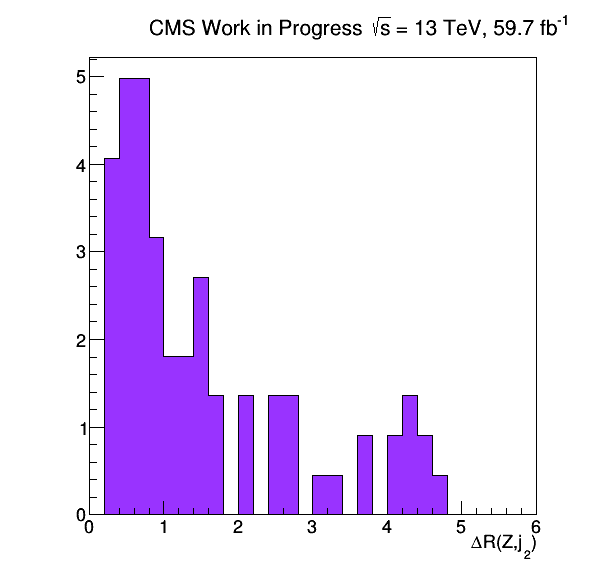 CMS Work in Progress √s = 13 TeV, 59.7 fb⁻¹
5
4
3
2
1
0
0 1 2 3 4 5 6
ΔR(Z,j₂)